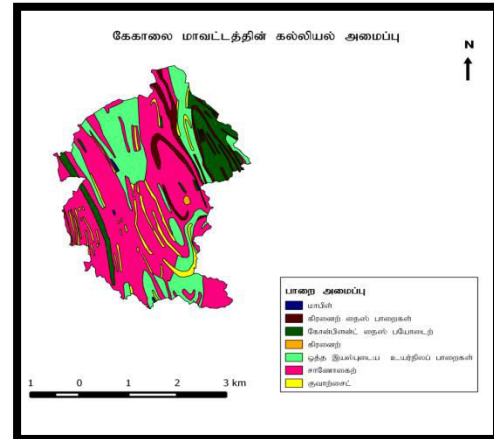 கேகாலை மாவட்டத்தின் கல்லியல் அமைப்பு
N
பாறை அமைப்பு
மாபிள்
கிரனைற் நைஸ் பாறைகள்
கோன்பிளன்ட் நைஸ் பயோடைற்
கிரனைற்
ஒத்த இயல்புடைய உயர்நிலப் பாறைகள்
சாணோகைற்
குவாற்சைட்
1 0 1 2 3 km